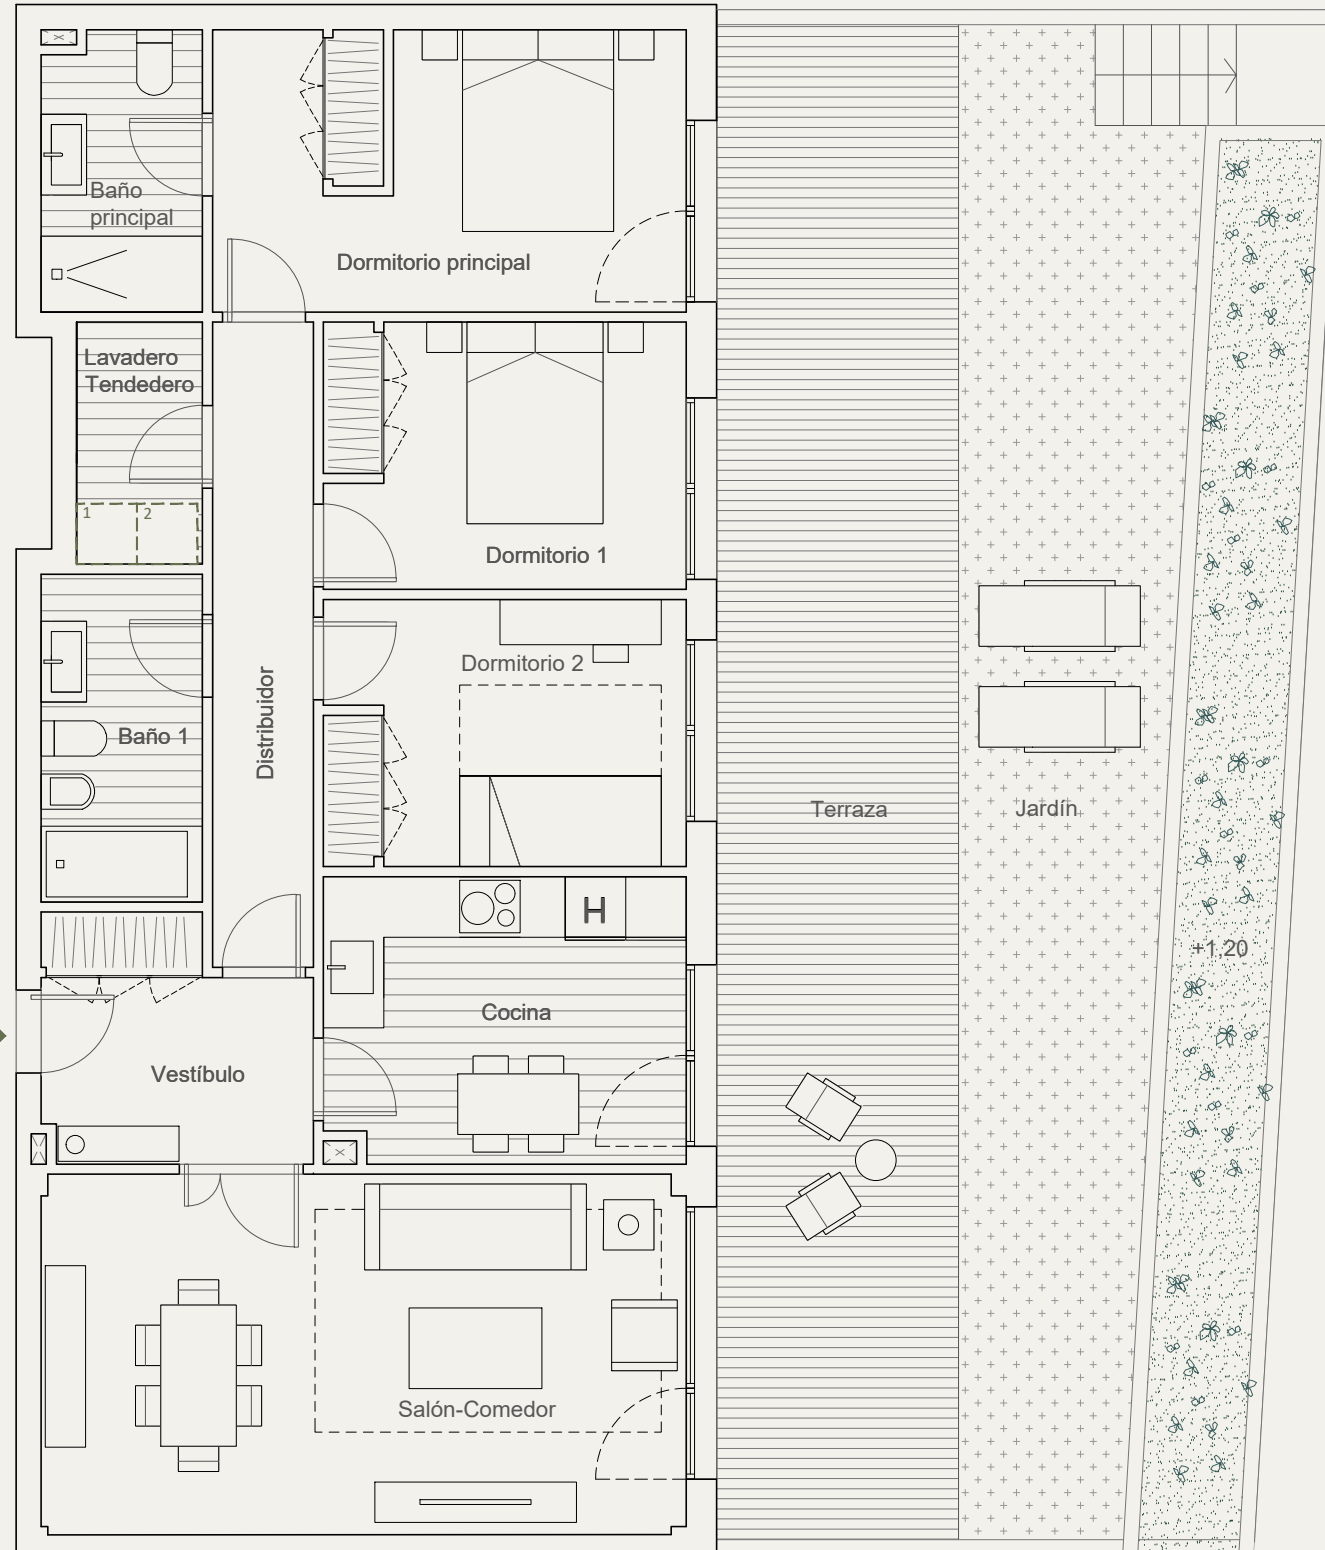 Baño
principal
Dormitorio principal
Lavadero
Tendedero
1
2
Dormitorio 1
Dormitorio 2
Distribuidor
Baño 1
Terraza
Jardín
H
+1,20
Cocina
Vestíbulo
Salón-Comedor